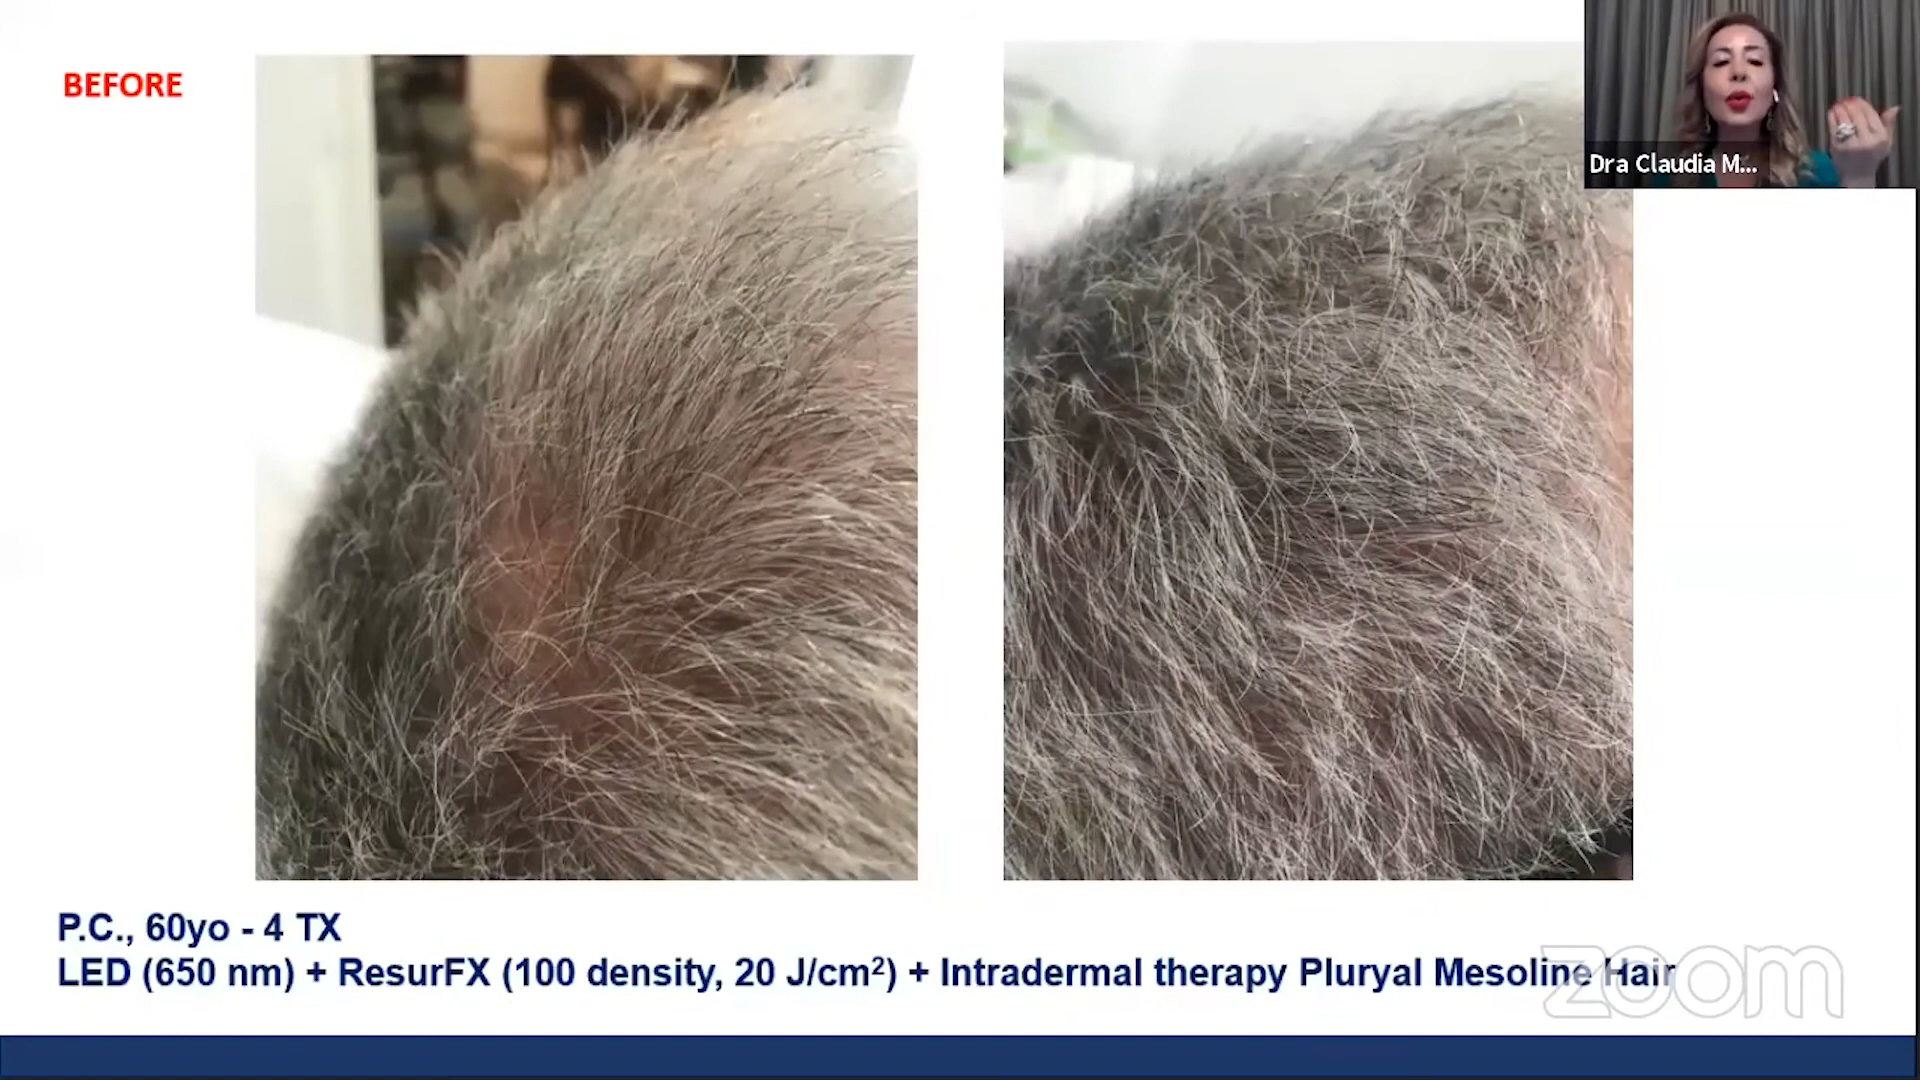 BEFORE
Dra Claudia M...
P.C., 60yo - 4 TX
LED (650 nm) + ResurFX (100 density, 20 J/cm²) + Intradermal therapy Pluryal Mesoline Hair
zoom